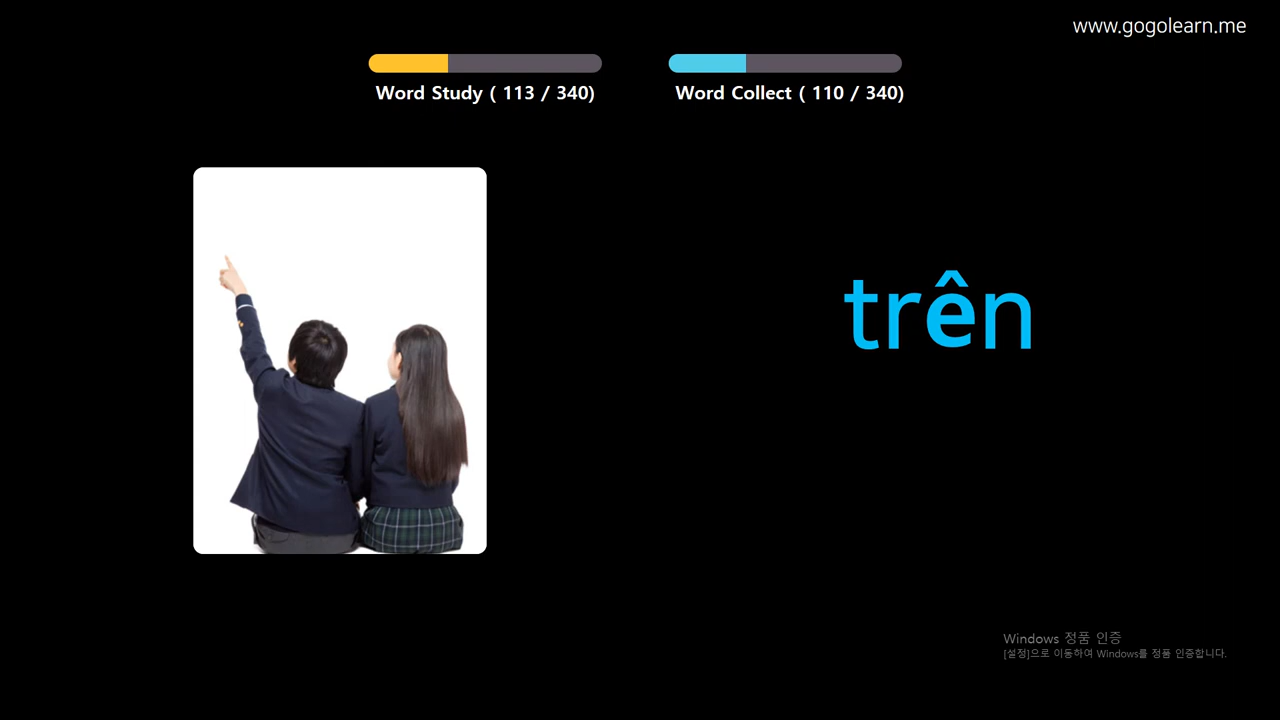 www.gogolearn.me
Word Study ( 113 / 340)
Word Collect ( 110 / 340)
trên
Windows 정품 인증
[설정]으로 이동하여 Windows를 정품 인증합니다.